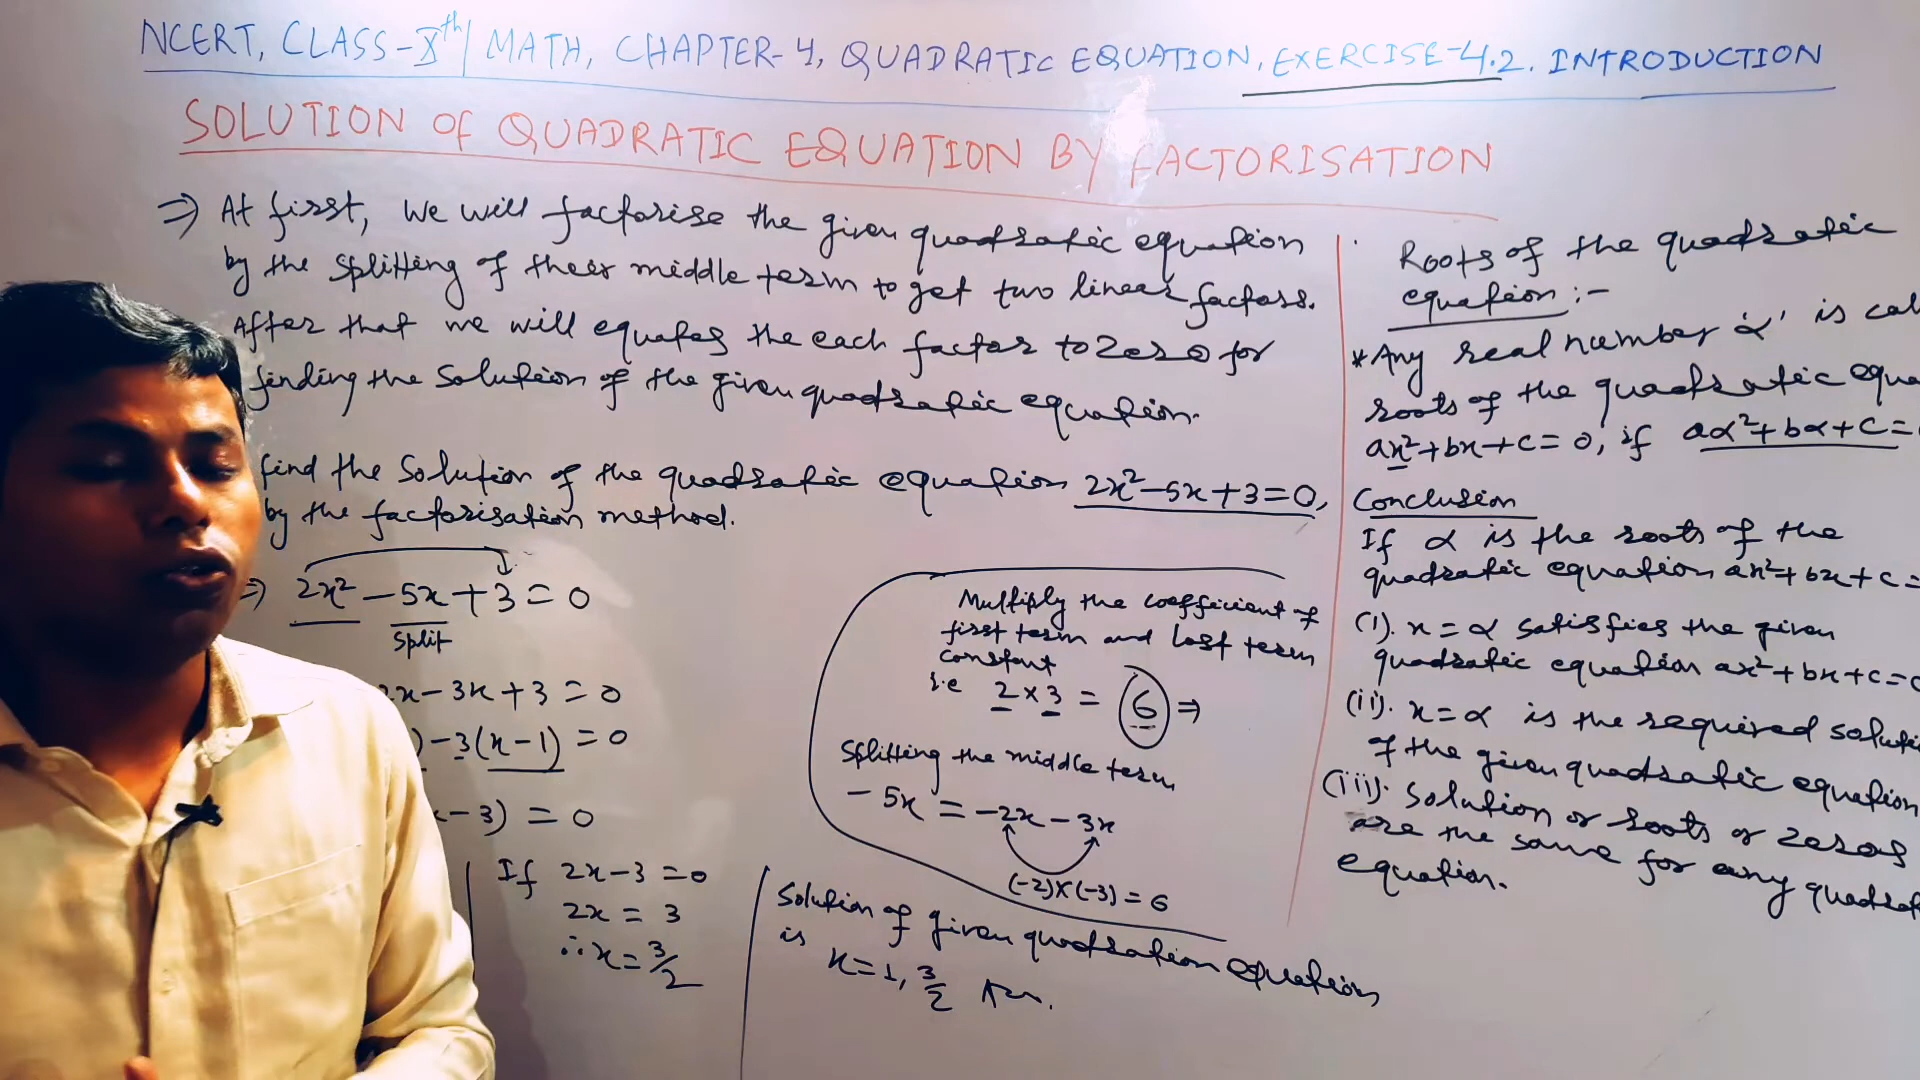 NCERT, CLASS-Xth/ MATH, CHAPTER-4, QUADRATIC EQUATION, EXERCISE-4.2. INTRODUCTION
SOLUTION Of QUADRATIC EQUATION BY FACTORISATION
⇒ At first, We will factorise the given quadratic equation
by the splitting of their middle term to get two linear factors.
After that we will equates the each factor to Zero for
finding the solution of the given quadratic equation.
find the Solution of the quadratic equation 2x²-5x+3=0,
by the factorisation method.
⇒ 2x² - 5x + 3 = 0
split
2x - 3x + 3 = 0
) - 3(x-1) = 0
x-3) = 0
If 2x-3=0
2x = 3
∴ x = 3/2
Multiply the coefficient of
first term and last term
constant
i.e 2 × 3 = 6 ⇒
Splitting the middle term
- 5x = -2x - 3x
(-2)×(-3) = 6
Solution of given quadration equation
is
x = 1, 3/2 Ans.
Roots of the quadratic
equation :-
*Any real number 'α' is cal
roots of the quadratic equa
ax²+bx+c=0, if aα²+bα+c=
Conclusion
If α is the roots of the
quadratic equation ax²+bx+c=
(i). x=α satisfies the given
quadratic equation ax²+bx+c=0
(ii). x=α is the required soluti
of the given quadratic equation
(iii). Solution or roots or zeros
are the same for any quadrat
equation.